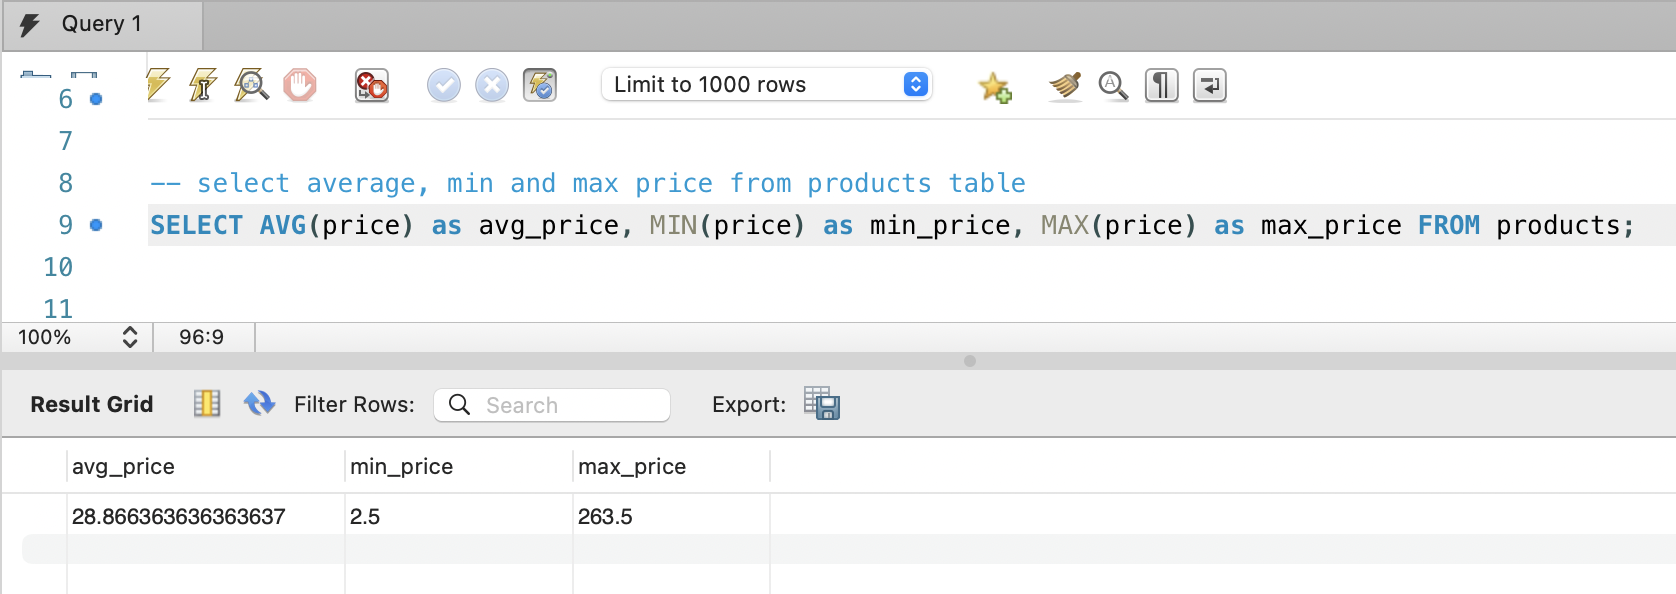 Query 1
Limit to 1000 rows
6
7
8 -- select average, min and max price from products table
9 SELECT AVG(price) as avg_price, MIN(price) as min_price, MAX(price) as max_price FROM products;
10
11
100% 96:9
Result Grid Filter Rows: Search Export:
avg_price min_price max_price
28.866363636363637 2.5 263.5